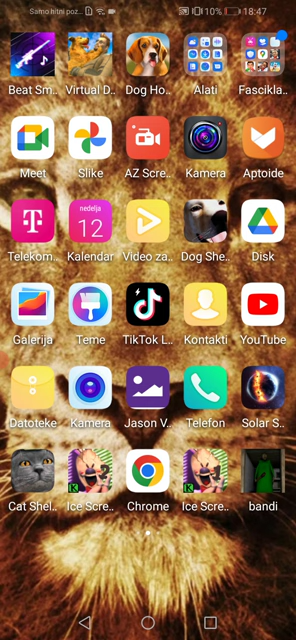 Samo hitni poz... 10% 18:47
Beat Sm.. Virtual D.. Dog Ho.. Alati Fascikla..
Meet Slike AZ Scre.. Kamera Aptoide
nedelja
12
Telekom.. Kalendar Video za.. Dog She.. Disk
Galerija Teme TikTok L.. Kontakti YouTube
Datoteke Kamera Jason V.. Telefon Solar S..
Cat Shel.. Ice Scre.. Chrome Ice Scre.. bandi